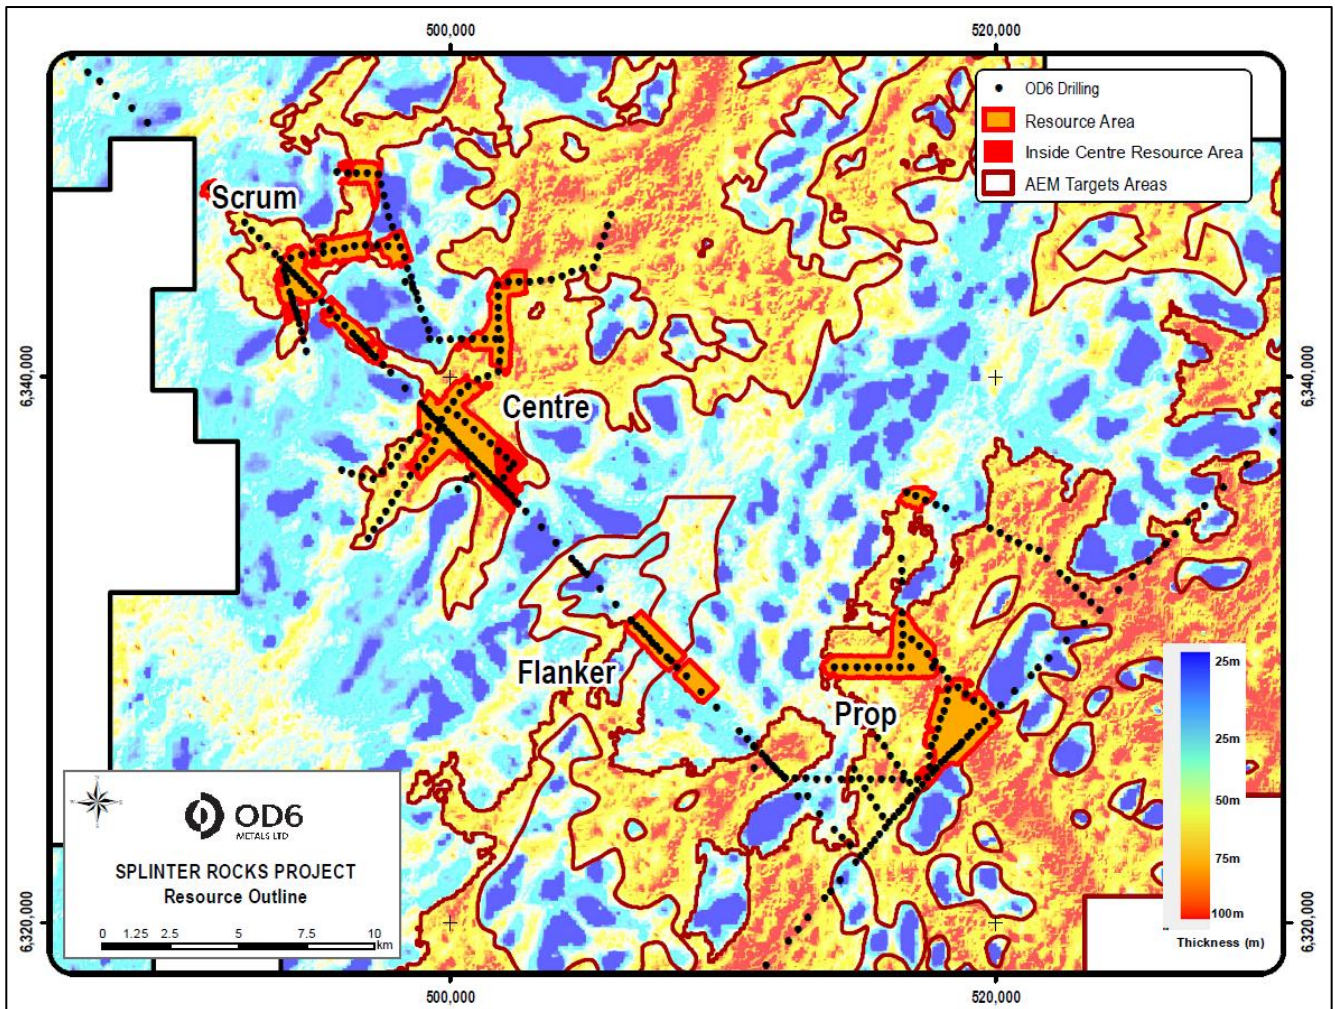 500,000
520,000
OD6 Drilling
Resource Area
Inside Centre Resource Area
AEM Targets Areas
Scrum
6,340,000
6,340,000
Centre
Flanker
Prop
25m
25m
50m
75m
100m
Thickness (m)
OD6
METALS LTD
SPLINTER ROCKS PROJECT
Resource Outline
0 1.25 2.5 5 7.5 10
km
6,320,000
6,320,000
500,000
520,000